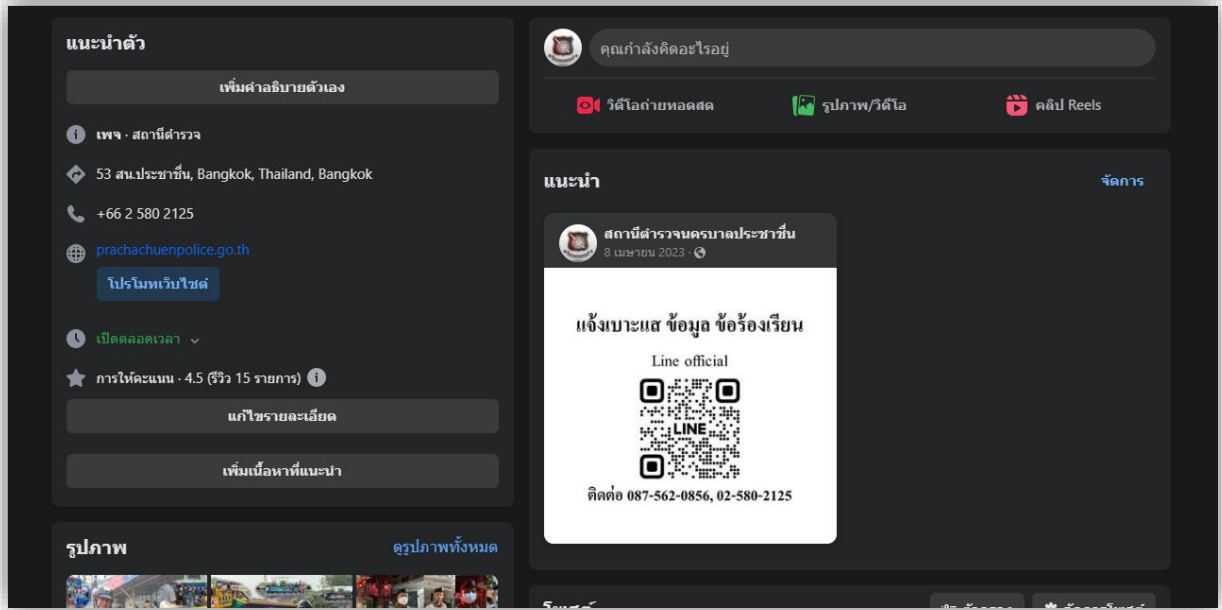 แนะนำตัว
เพิ่มคำอธิบายตัวเอง
เพจ · สถานีตำรวจ
53 สน.ประชาชื่น, Bangkok, Thailand, Bangkok
+66 2 580 2125
prachachuenpolice.go.th
โปรโมทเว็บไซต์
เปิดตลอดเวลา
การให้คะแนน · 4.5 (รีวิว 15 รายการ)
แก้ไขรายละเอียด
เพิ่มเนื้อหาที่แนะนำ
รูปภาพ
ดูรูปภาพทั้งหมด
คุณกำลังคิดอะไรอยู่
วิดีโอถ่ายทอดสด
รูปภาพ/วิดีโอ
คลิป Reels
แนะนำ
จัดการ
สถานีตำรวจนครบาลประชาชื่น
8 เมษายน 2023 ·
แจ้งเบาะแส ข้อมูล ข้อร้องเรียน
Line official
LINE
ติดต่อ 087-562-0856, 02-580-2125
โพสต์